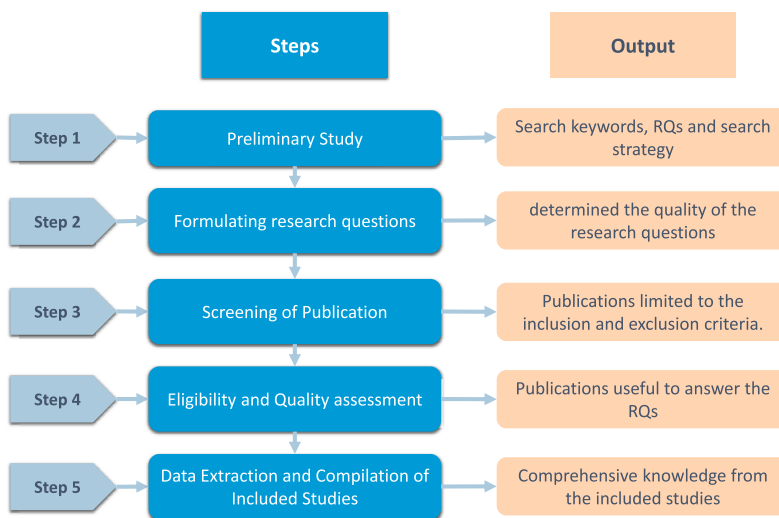 Steps
Output
Step 1
Preliminary Study
Search keywords, RQs and search
strategy
Step 2
Formulating research questions
determined the quality of the
research questions
Step 3
Screening of Publication
Publications limited to the
inclusion and exclusion criteria.
Step 4
Eligibility and Quality assessment
Publications useful to answer the
RQs
Step 5
Data Extraction and Compilation of
Included Studies
Comprehensive knowledge from
the included studies